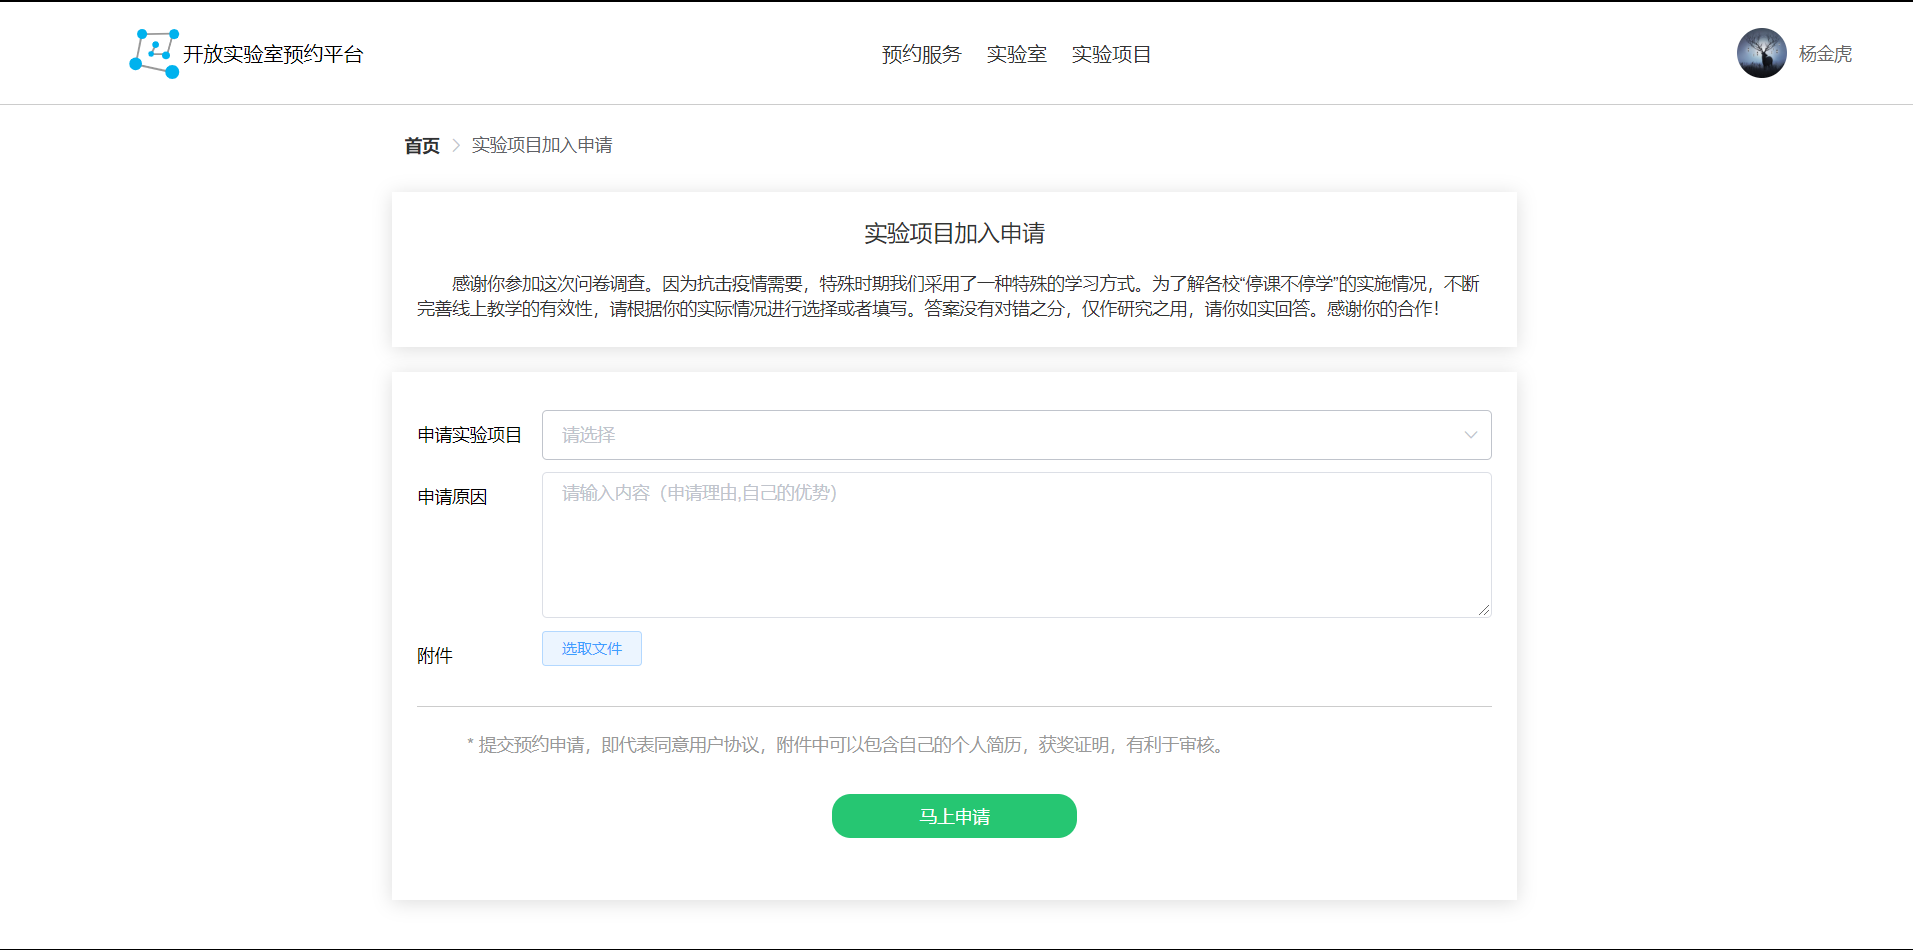 开放实验室预约平台
预约服务 实验室 实验项目
杨金虎
首页 > 实验项目加入申请
实验项目加入申请
感谢你参加这次问卷调查。因为抗击疫情需要，特殊时期我们采用了一种特殊的学习方式。为了解各校“停课不停学”的实施情况，不断
完善线上教学的有效性，请根据你的实际情况进行选择或者填写。答案没有对错之分，仅作研究之用，请你如实回答。感谢你的合作！
申请实验项目 请选择
申请原因 请输入内容（申请理由,自己的优势）
附件 选取文件
* 提交预约申请，即代表同意用户协议，附件中可以包含自己的个人简历，获奖证明，有利于审核。
马上申请